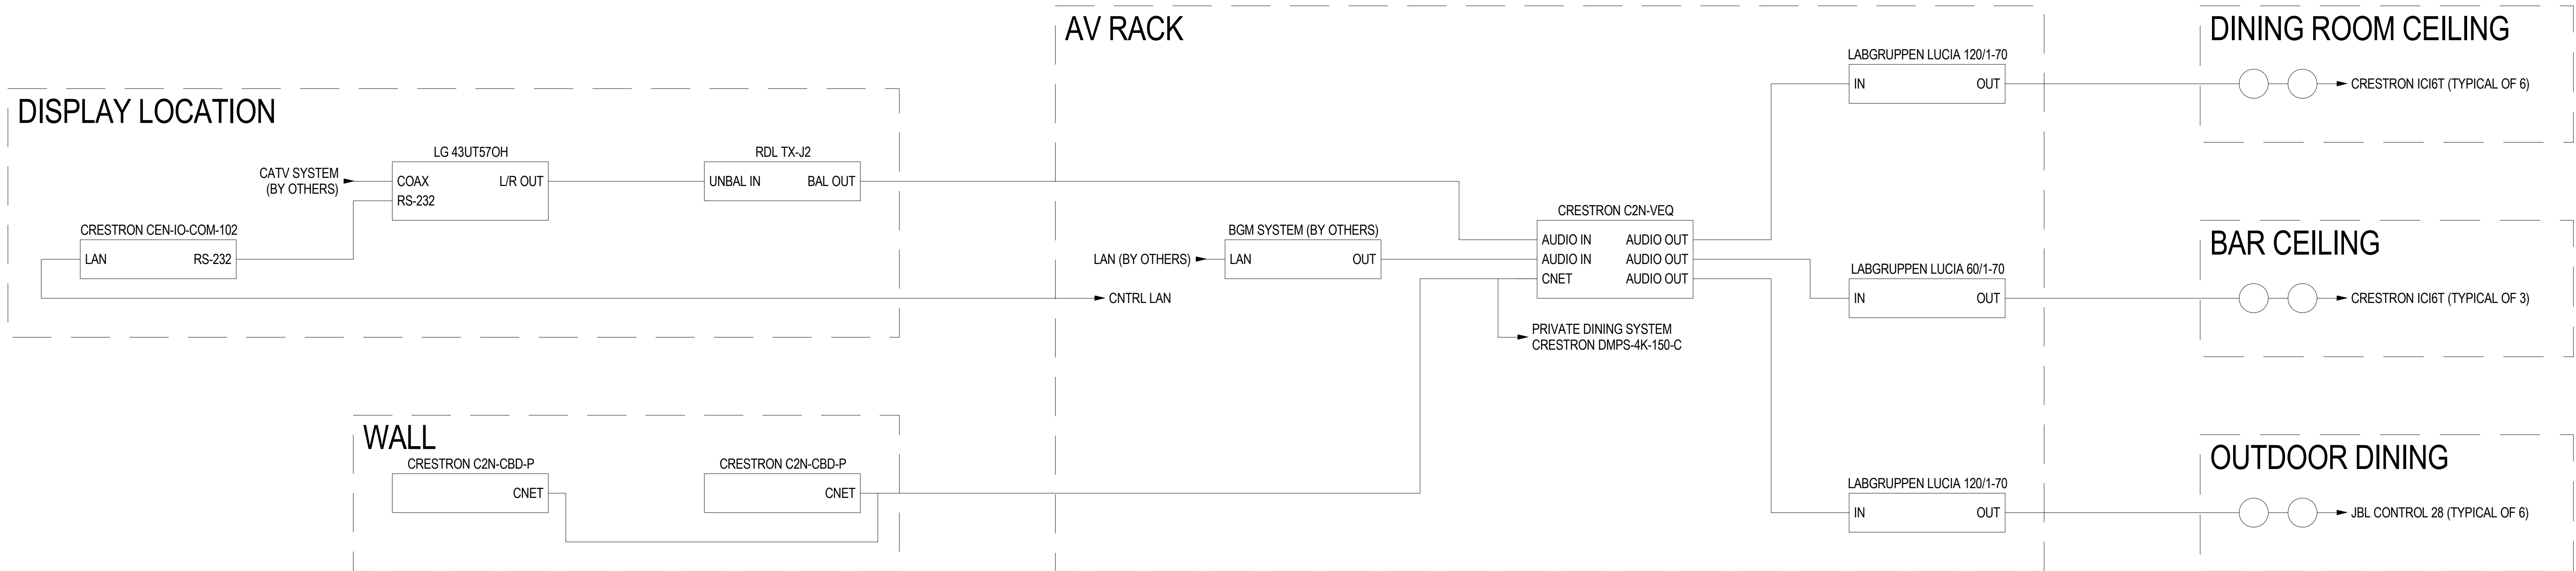 DISPLAY LOCATION
LG 43UT57OH
CATV SYSTEM
(BY OTHERS)
COAX
L/R OUT
RS-232
RDL TX-J2
UNBAL IN
BAL OUT
CRESTRON CEN-IO-COM-102
LAN
RS-232
WALL
CRESTRON C2N-CBD-P
CNET
CRESTRON C2N-CBD-P
CNET
AV RACK
BGM SYSTEM (BY OTHERS)
LAN (BY OTHERS)
LAN
OUT
CNTRL LAN
CRESTRON C2N-VEQ
AUDIO IN
AUDIO OUT
AUDIO IN
AUDIO OUT
CNET
AUDIO OUT
PRIVATE DINING SYSTEM
CRESTRON DMPS-4K-150-C
LABGRUPPEN LUCIA 120/1-70
IN
OUT
LABGRUPPEN LUCIA 60/1-70
IN
OUT
LABGRUPPEN LUCIA 120/1-70
IN
OUT
DINING ROOM CEILING
CRESTRON ICI6T (TYPICAL OF 6)
BAR CEILING
CRESTRON ICI6T (TYPICAL OF 3)
OUTDOOR DINING
JBL CONTROL 28 (TYPICAL OF 6)